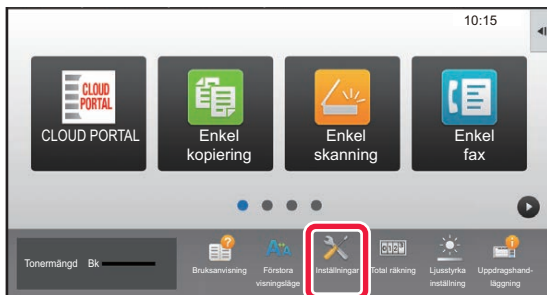 10:15
CLOUD
PORTAL
CLOUD PORTAL
Enkel
kopiering
Enkel
skanning
Enkel
fax
Tonermängd Bk
Bruksanvisning
Förstora
visningsläge
Inställningar
Total räkning
Ljusstyrka
inställning
Uppdragshand-
läggning